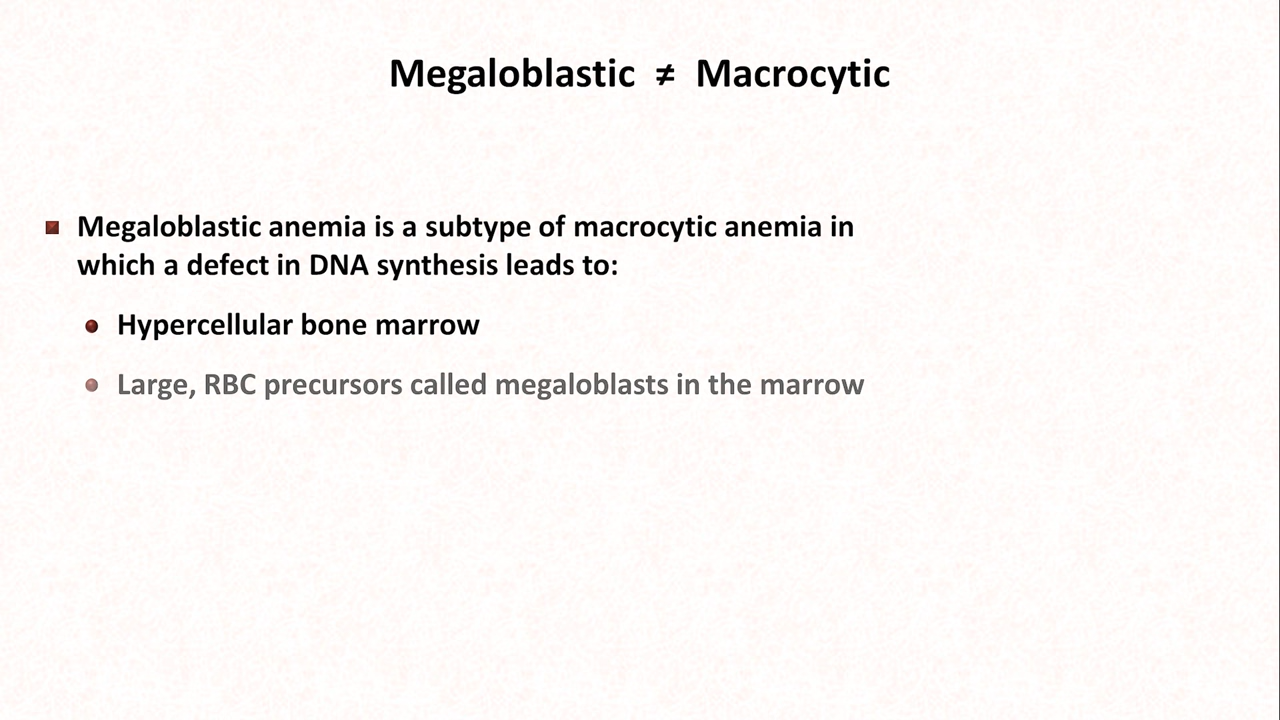 Megaloblastic ≠ Macrocytic
Megaloblastic anemia is a subtype of macrocytic anemia in
which a defect in DNA synthesis leads to:
Hypercellular bone marrow
Large, RBC precursors called megaloblasts in the marrow